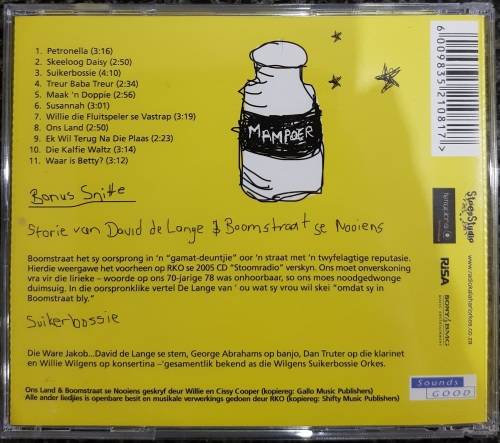 1. Petronella (3:16)
2. Skeeloog Daisy (2:50)
3. Suikerbossie (4:10)
4. Treur Baba Treur (2:34)
5. Maak 'n Doppie (2:56)
6. Susannah (3:01)
7. Willie die Fluitspeler se Vastrap (3:19)
8. Ons Land (2:50)
9. Ek Wil Terug Na Die Plaas (2:23)
10. Die Kalfie Waltz (3:14)
11. Waar is Betty? (3:12)
MAMPOER
6 009835 210817 >
Bonus Snitte
Storie van David de Lange & Boomstraat se Nooiens
Boomstraat het sy oorsprong in 'n "gamat-deuntjie" oor 'n straat met 'n twyfelagtige reputasie.
Hierdie weergawe het voorheen op RKO se 2005 CD "Stoomradio" verskyn. Ons moet onverskoning
vra vir die lirieke – woorde op ons 70-jarige 78 was onhoorbaar, so ons moes noodgedwonge
duimsuig. In die oorspronklike vertel De Lange van ' ou wat sy vrou wil skei "omdat sy in
Boomstraat bly."
Suikerbossie
Die Ware Jakob...David de Lange se stem, George Abrahams op banjo, Dan Truter op die klarinet
en Willie Wilgens op konsertina –'gesamentlik bekend as die Wilgens Suikerbossie Orkes.
Ons Land & Boomstraat se Nooiens geskryf deur Willie en Cissy Cooper (kopiereg: Gallo Music Publishers)
Alle ander liedjies is openbare besit en musikale verwerkings gedoen deur RKO (kopiereg: Shifty Music Publishers)
RISA
SONY BMG
www.radiokalahariorkes.co.za
Sounds
GOOD